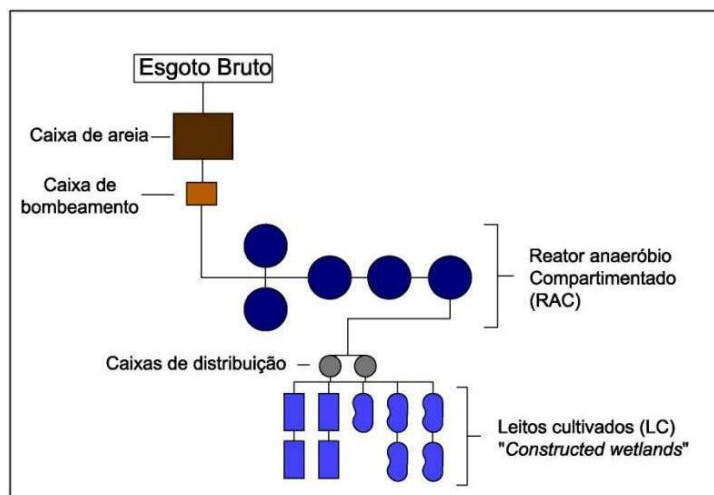 Esgoto Bruto
Caixa de areia
Caixa de
bombeamento
Reator anaeróbio
Compartimentado
(RAC)
Caixas de distribuição
Leitos cultivados (LC)
"Constructed wetlands"